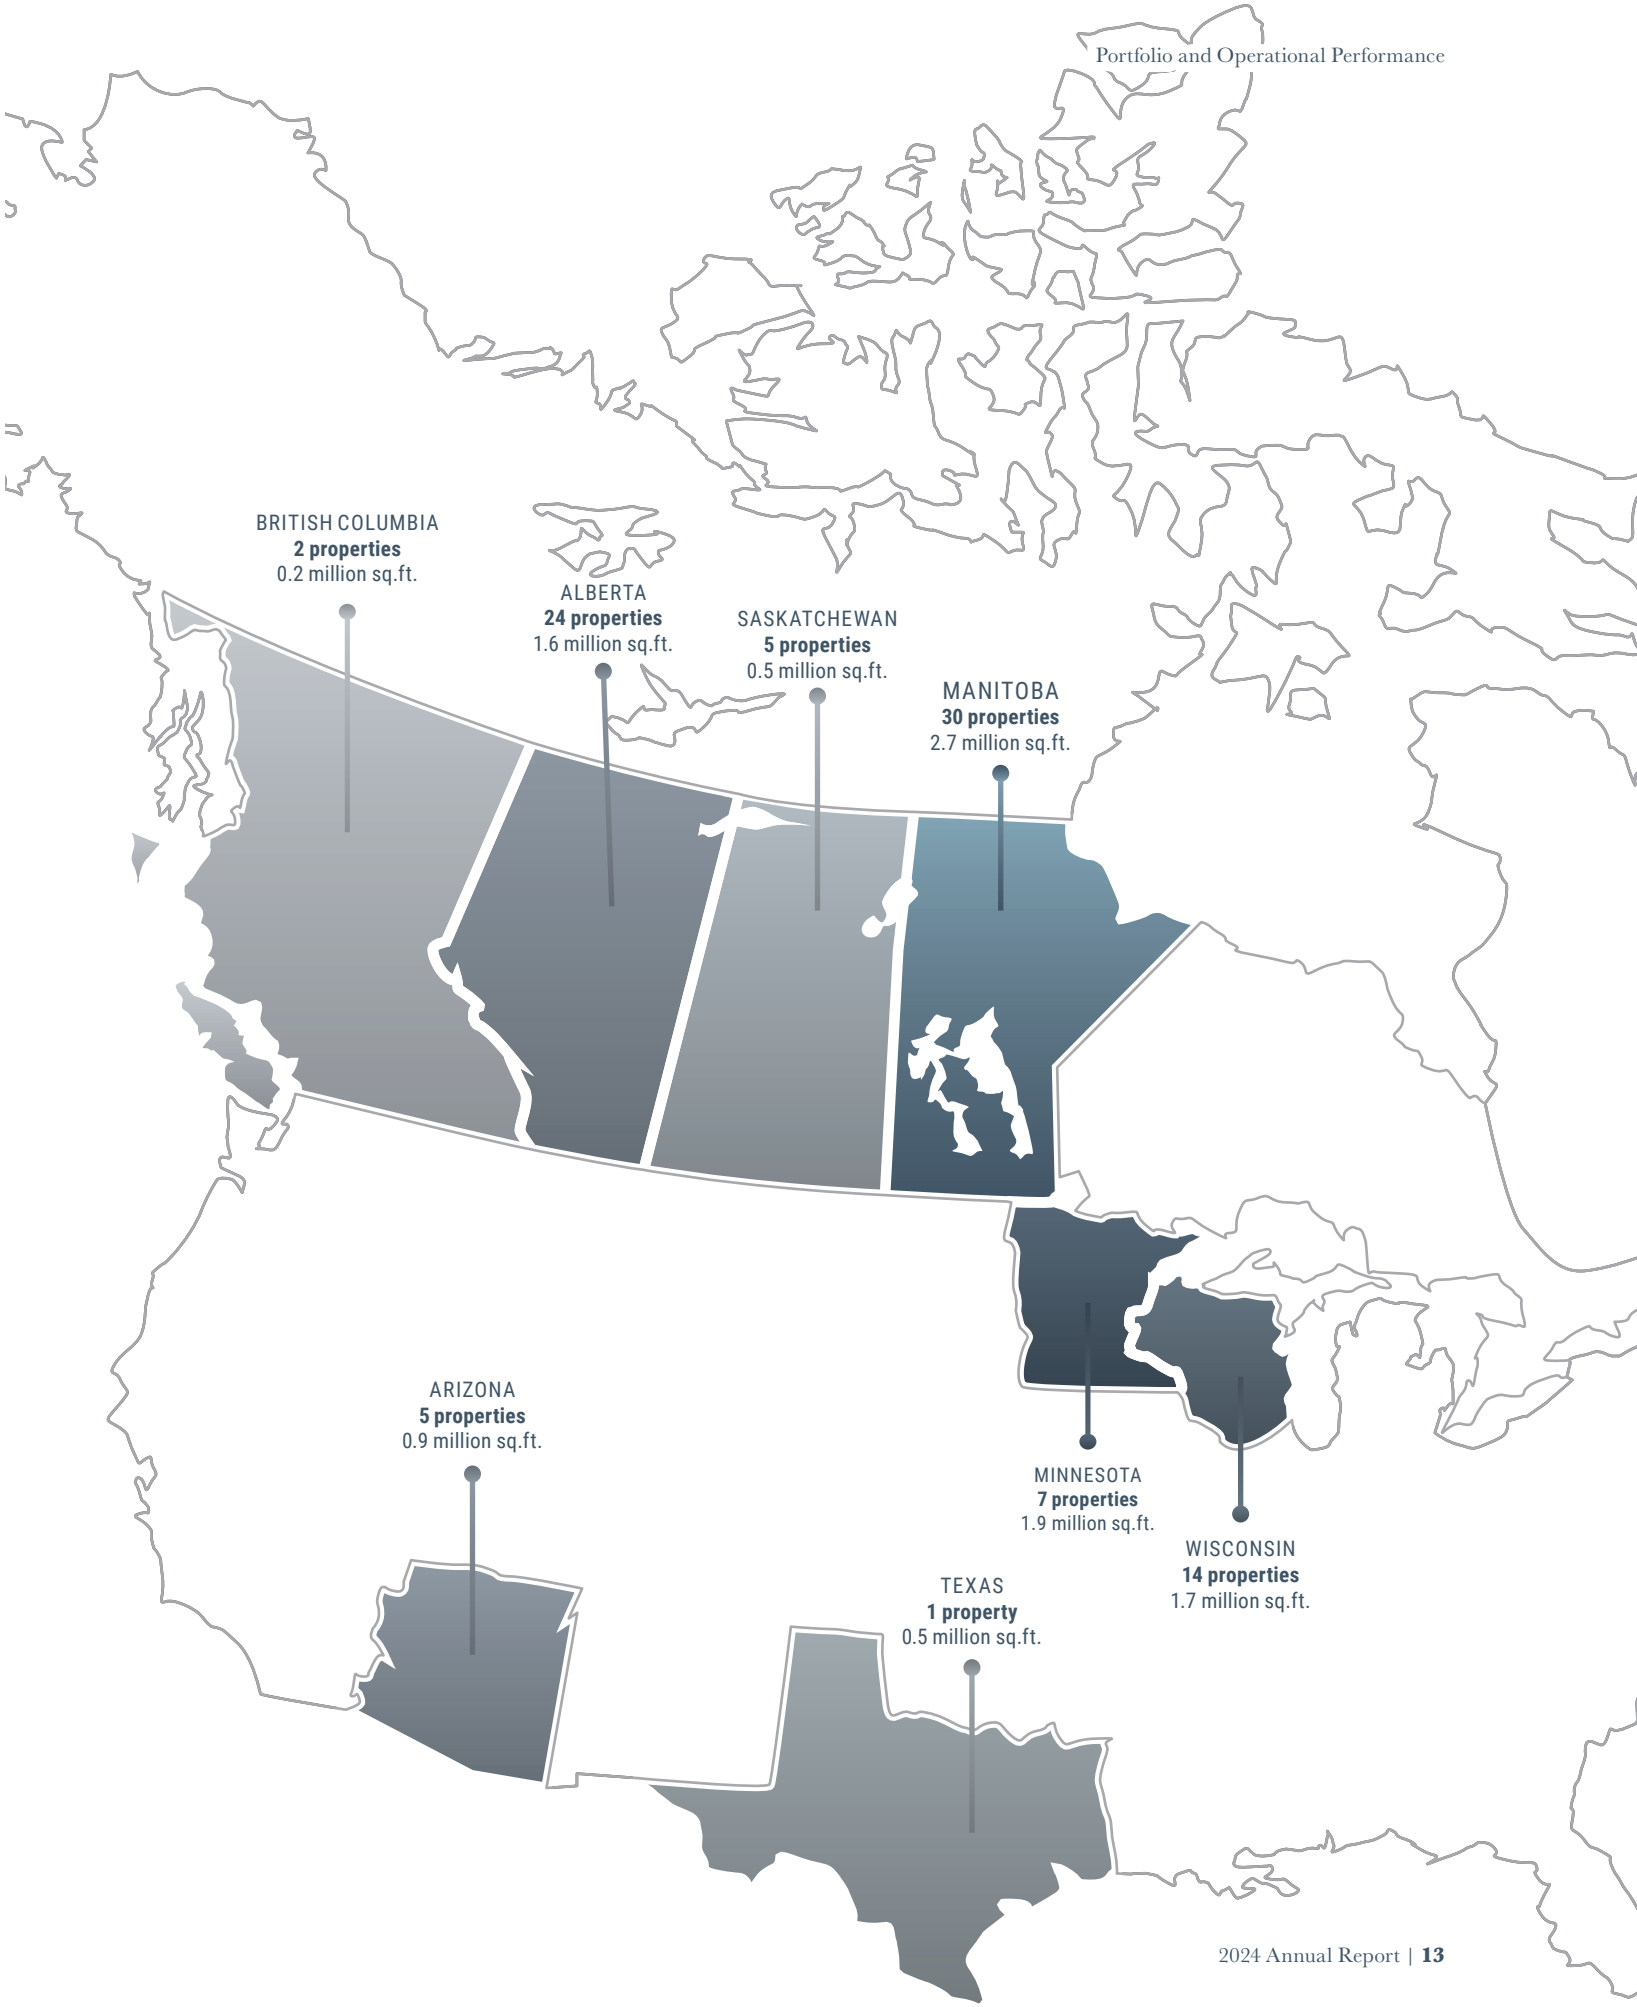 Portfolio and Operational Performance
BRITISH COLUMBIA
2 properties
0.2 million sq.ft.
ALBERTA
24 properties
1.6 million sq.ft.
SASKATCHEWAN
5 properties
0.5 million sq.ft.
MANITOBA
30 properties
2.7 million sq.ft.
ARIZONA
5 properties
0.9 million sq.ft.
MINNESOTA
7 properties
1.9 million sq.ft.
WISCONSIN
14 properties
1.7 million sq.ft.
TEXAS
1 property
0.5 million sq.ft.
2024 Annual Report | 13